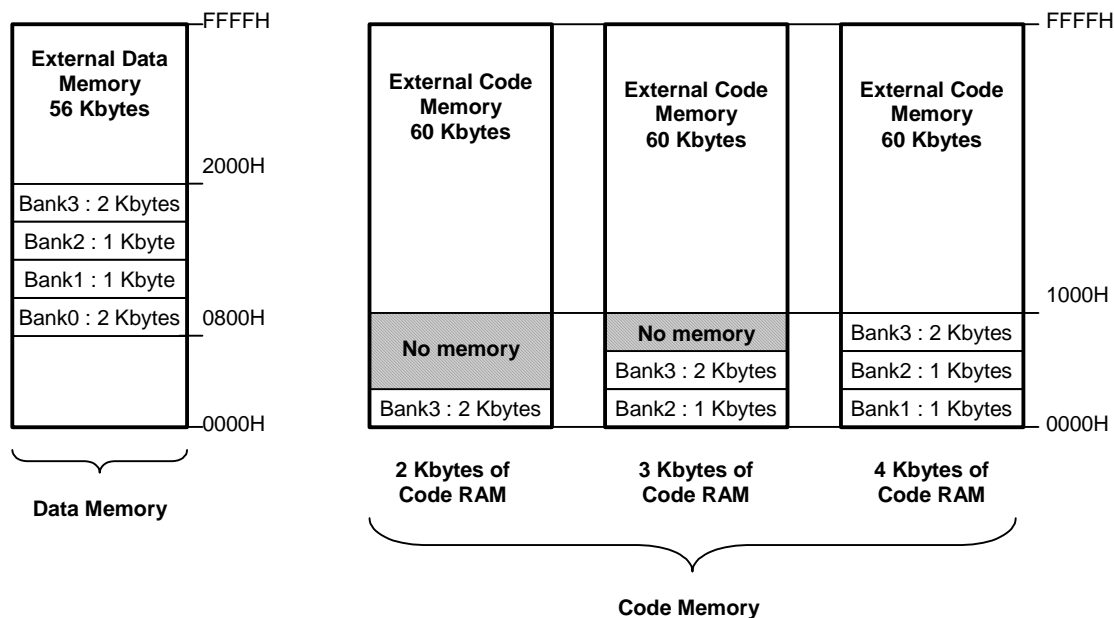 FFFFH
External Data
Memory
56 Kbytes
2000H
Bank3 : 2 Kbytes
Bank2 : 1 Kbyte
Bank1 : 1 Kbyte
Bank0 : 2 Kbytes
0800H
0000H
Data Memory
FFFFH
External Code
Memory
60 Kbytes
No memory
Bank3 : 2 Kbytes
2 Kbytes of
Code RAM
External Code
Memory
60 Kbytes
No memory
Bank3 : 2 Kbytes
Bank2 : 1 Kbytes
3 Kbytes of
Code RAM
External Code
Memory
60 Kbytes
1000H
Bank3 : 2 Kbytes
Bank2 : 1 Kbytes
Bank1 : 1 Kbytes
0000H
4 Kbytes of
Code RAM
Code Memory